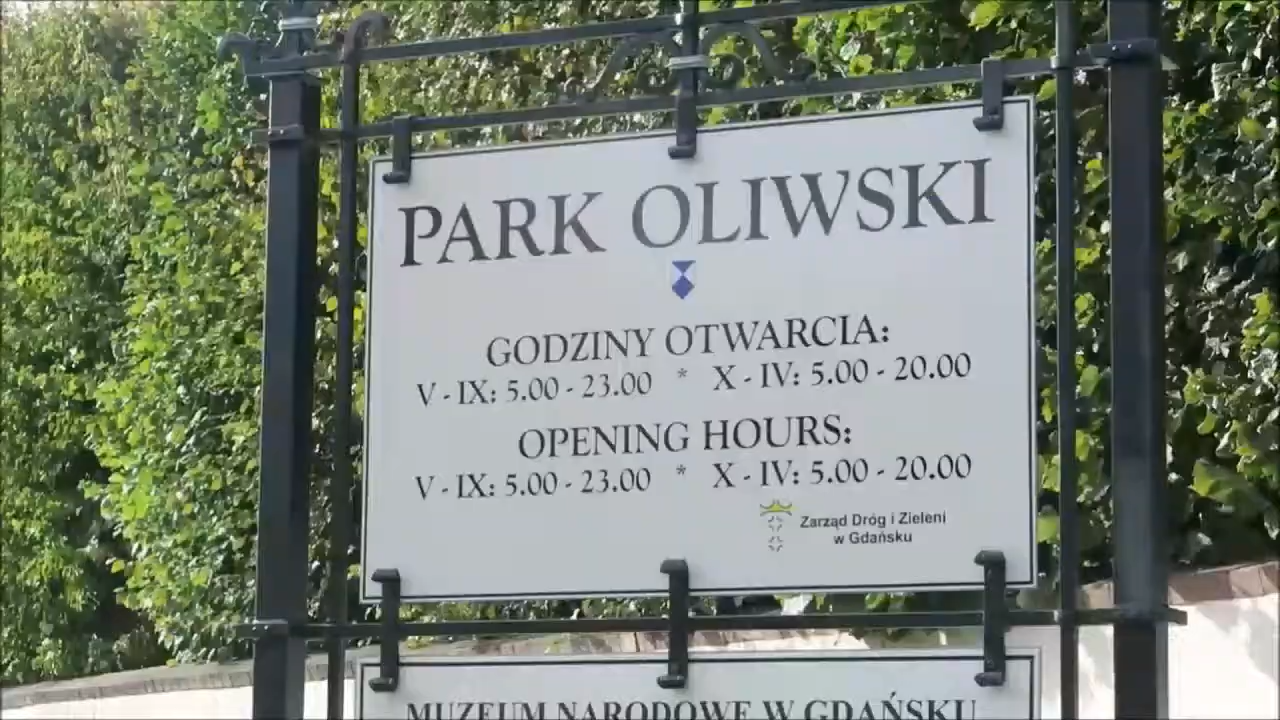 PARK OLIWSKI
GODZINY OTWARCIA:
V - IX: 5.00 - 23.00 * X - IV: 5.00 - 20.00
OPENING HOURS:
V - IX: 5.00 - 23.00 * X - IV: 5.00 - 20.00
Zarząd Dróg i Zieleni
w Gdańsku
MUZEUM NARODOWE W GDAŃSKU